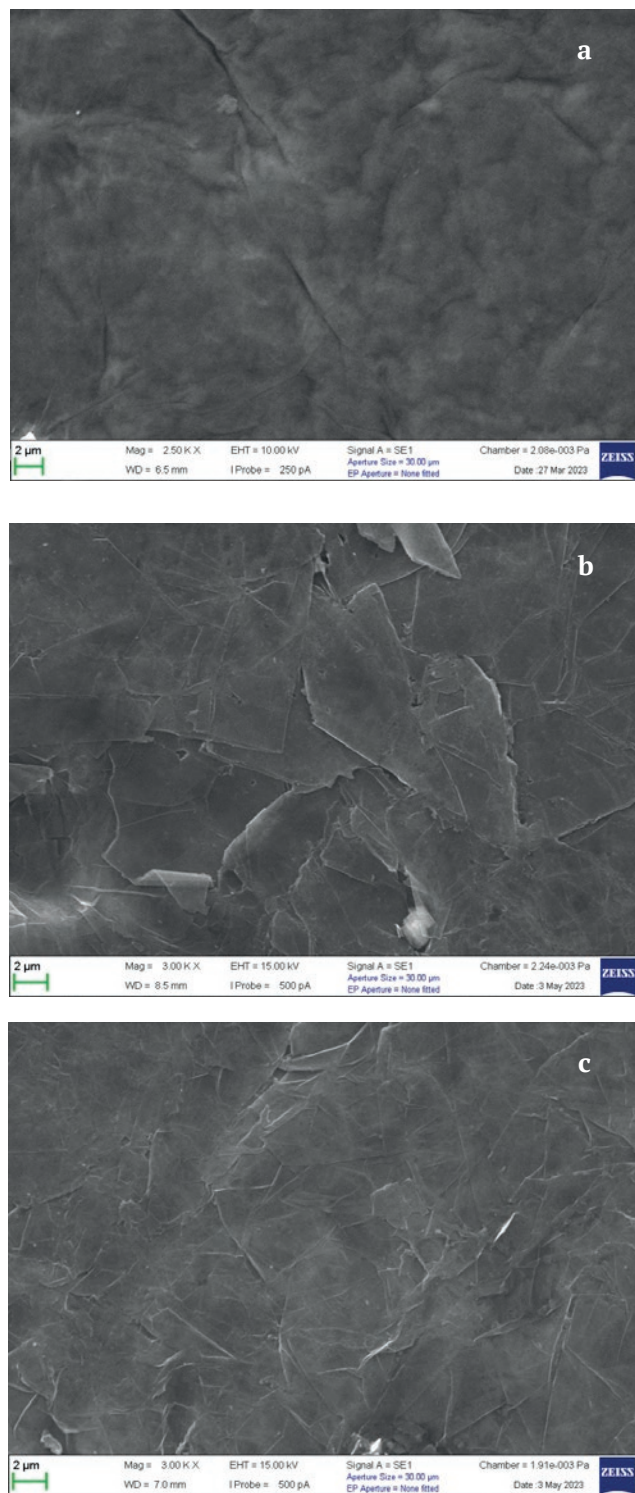 a
2 µm
Mag = 2.50 K X EHT = 10.00 kV Signal A = SE1 Chamber = 2.08e-003 Pa
WD = 6.5 mm I Probe = 250 pA Aperture Size = 30.00 µm
EP Aperture = None fitted Date :27 Mar 2023
ZEISS
b
2 µm
Mag = 3.00 K X EHT = 15.00 kV Signal A = SE1 Chamber = 2.24e-003 Pa
WD = 8.5 mm I Probe = 500 pA Aperture Size = 30.00 µm
EP Aperture = None fitted Date :3 May 2023
ZEISS
c
2 µm
Mag = 3.00 K X EHT = 15.00 kV Signal A = SE1 Chamber = 1.91e-003 Pa
WD = 7.0 mm I Probe = 500 pA Aperture Size = 30.00 µm
EP Aperture = None fitted Date :3 May 2023
ZEISS